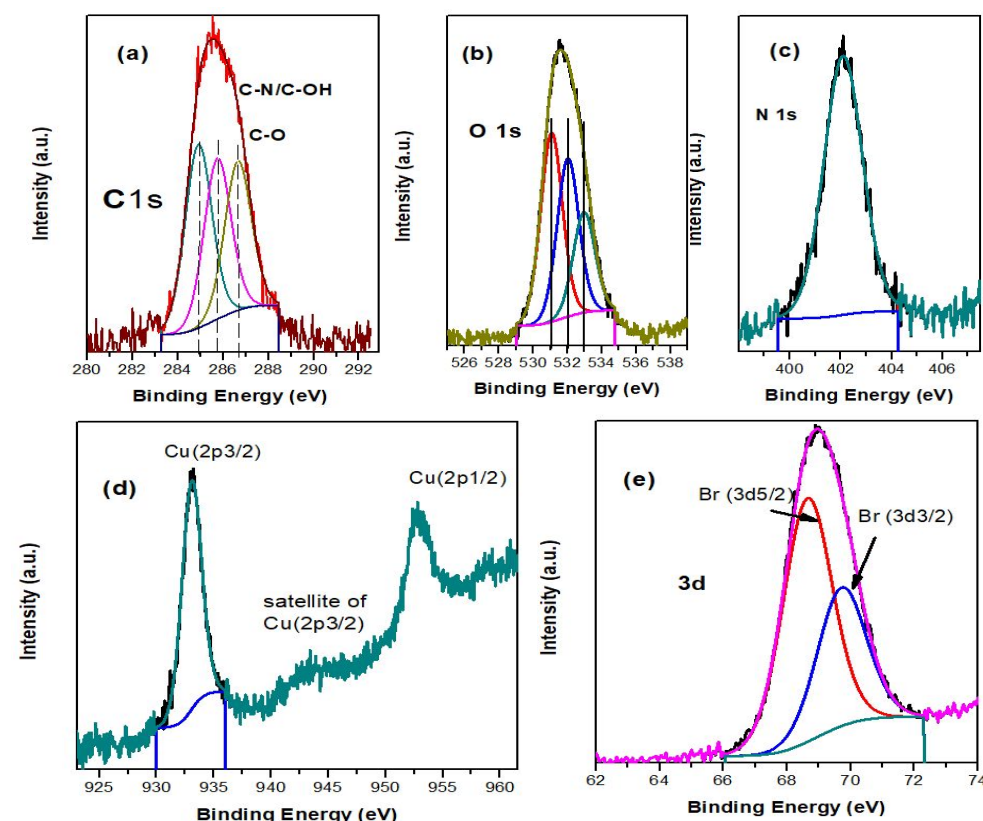 (a)
C-N/C-OH
C-O
C1s
Intensity (a.u.)
280 282 284 286 288 290 292
Binding Energy (eV)
(b)
O 1s
Intensity (a.u.)
526 528 530 532 534 536 538
Binding Energy (eV)
(c)
N 1s
Intensity (a.u.)
400 402 404 406
Binding Energy (eV)
(d)
Cu(2p3/2)
Cu(2p1/2)
satellite of
Cu(2p3/2)
Intensity (a.u.)
925 930 935 940 945 950 955 960
Binding Energy (eV)
(e)
Br (3d5/2)
Br (3d3/2)
3d
Intensity (a.u.)
62 64 66 68 70 72 74
Binding Energy (eV)